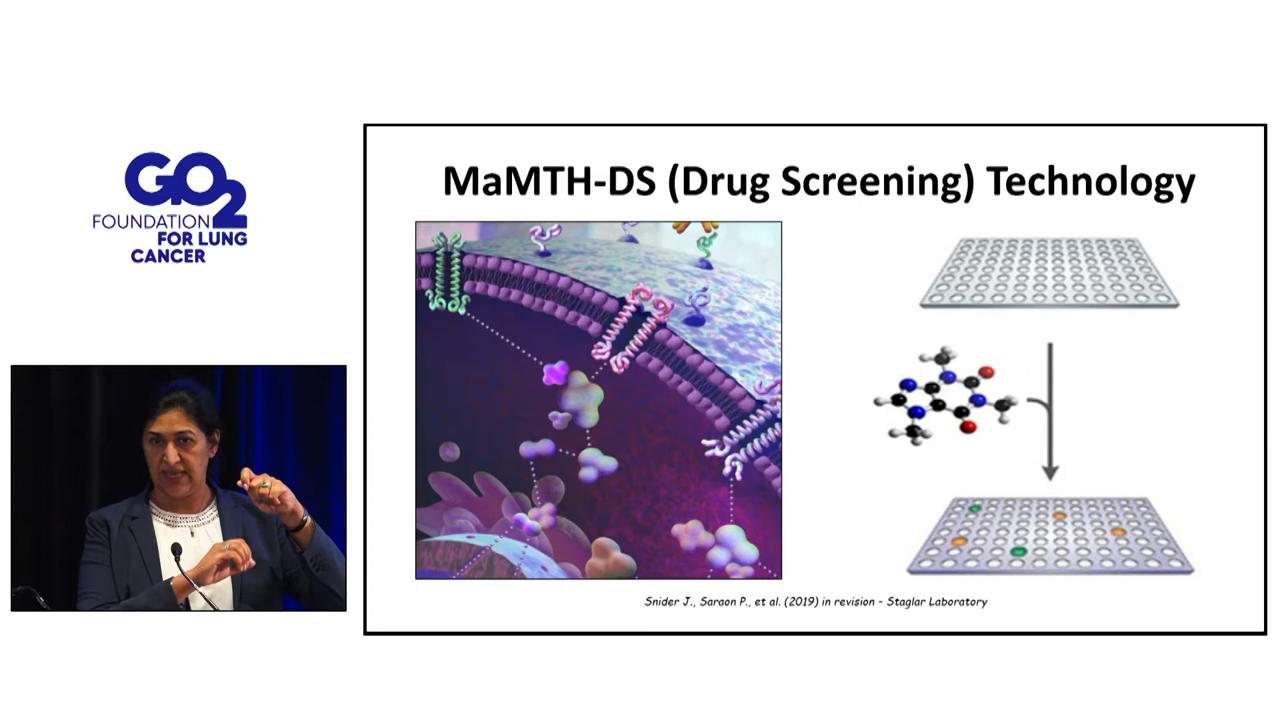 GO2
FOUNDATION
FOR LUNG
CANCER
MaMTH-DS (Drug Screening) Technology
Snider J., Saraon P., et al. (2019) in revision - Staglar Laboratory